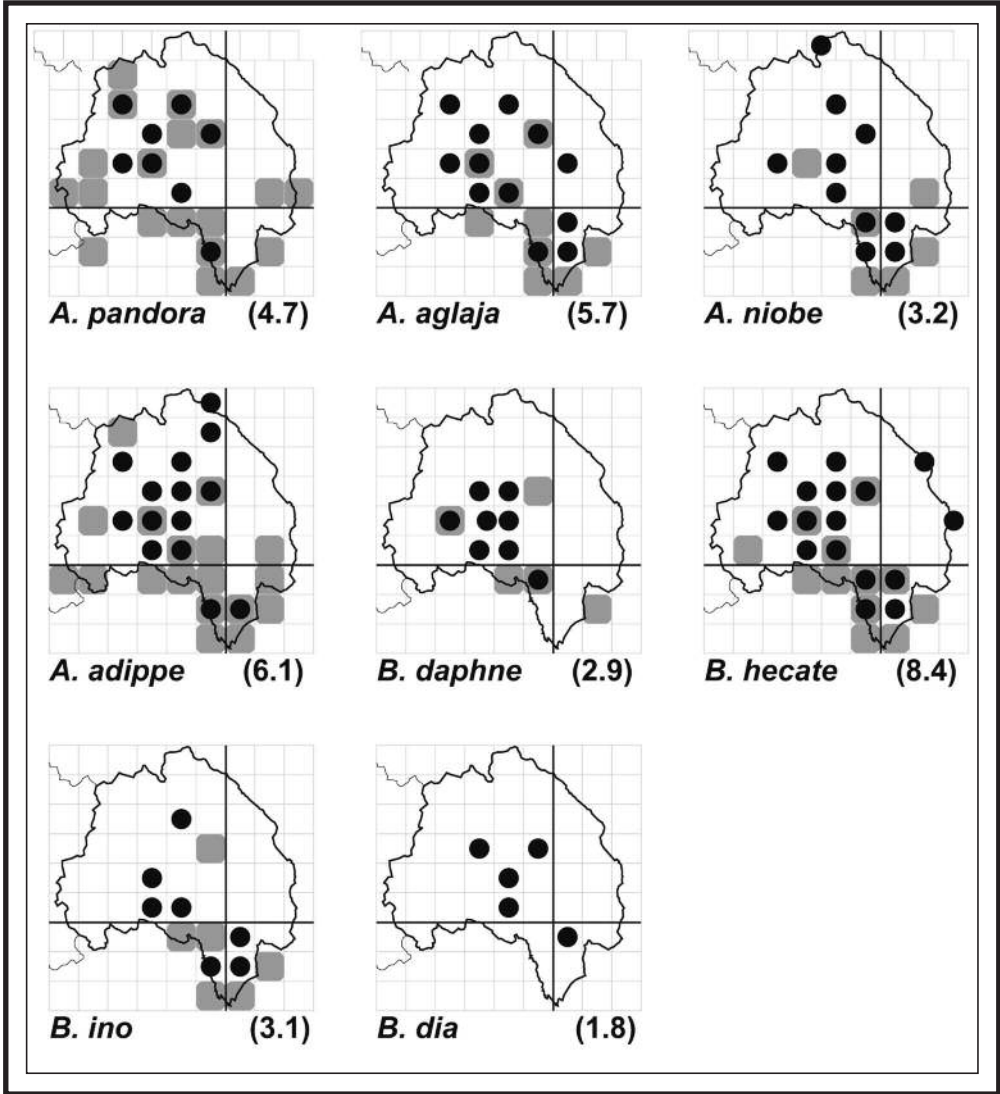 A. pandora (4.7) A. aglaja (5.7) A. niobe (3.2)
A. adippe (6.1) B. daphne (2.9) B. hecate (8.4)
B. ino (3.1) B. dia (1.8)